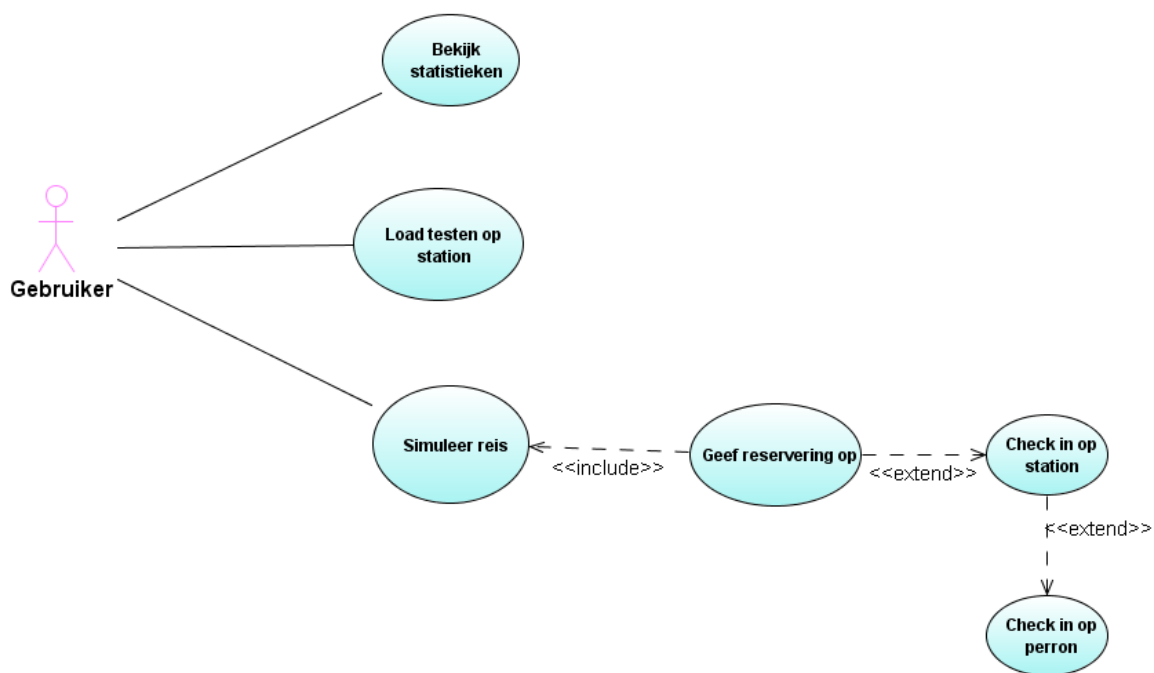 Bekijk
statistieken
Load testen op
station
Gebruiker
Simuleer reis
<<include>>
Geef reservering op
<<extend>>
Check in op
station
<<extend>>
Check in op
perron